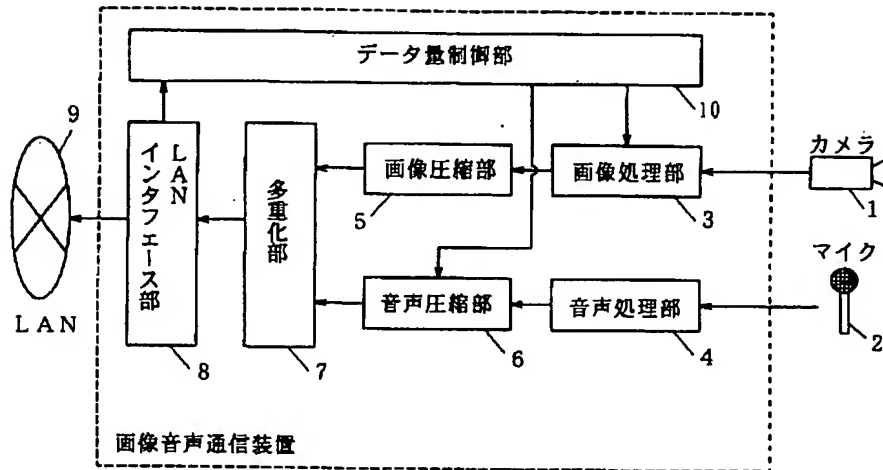 データ量制御部
10
9
LAN
インタフェース部
8
多重化部
7
画像圧縮部
5
画像処理部
3
カメラ
1
マイク
2
音声圧縮部
6
音声処理部
4
LAN
画像音声通信装置